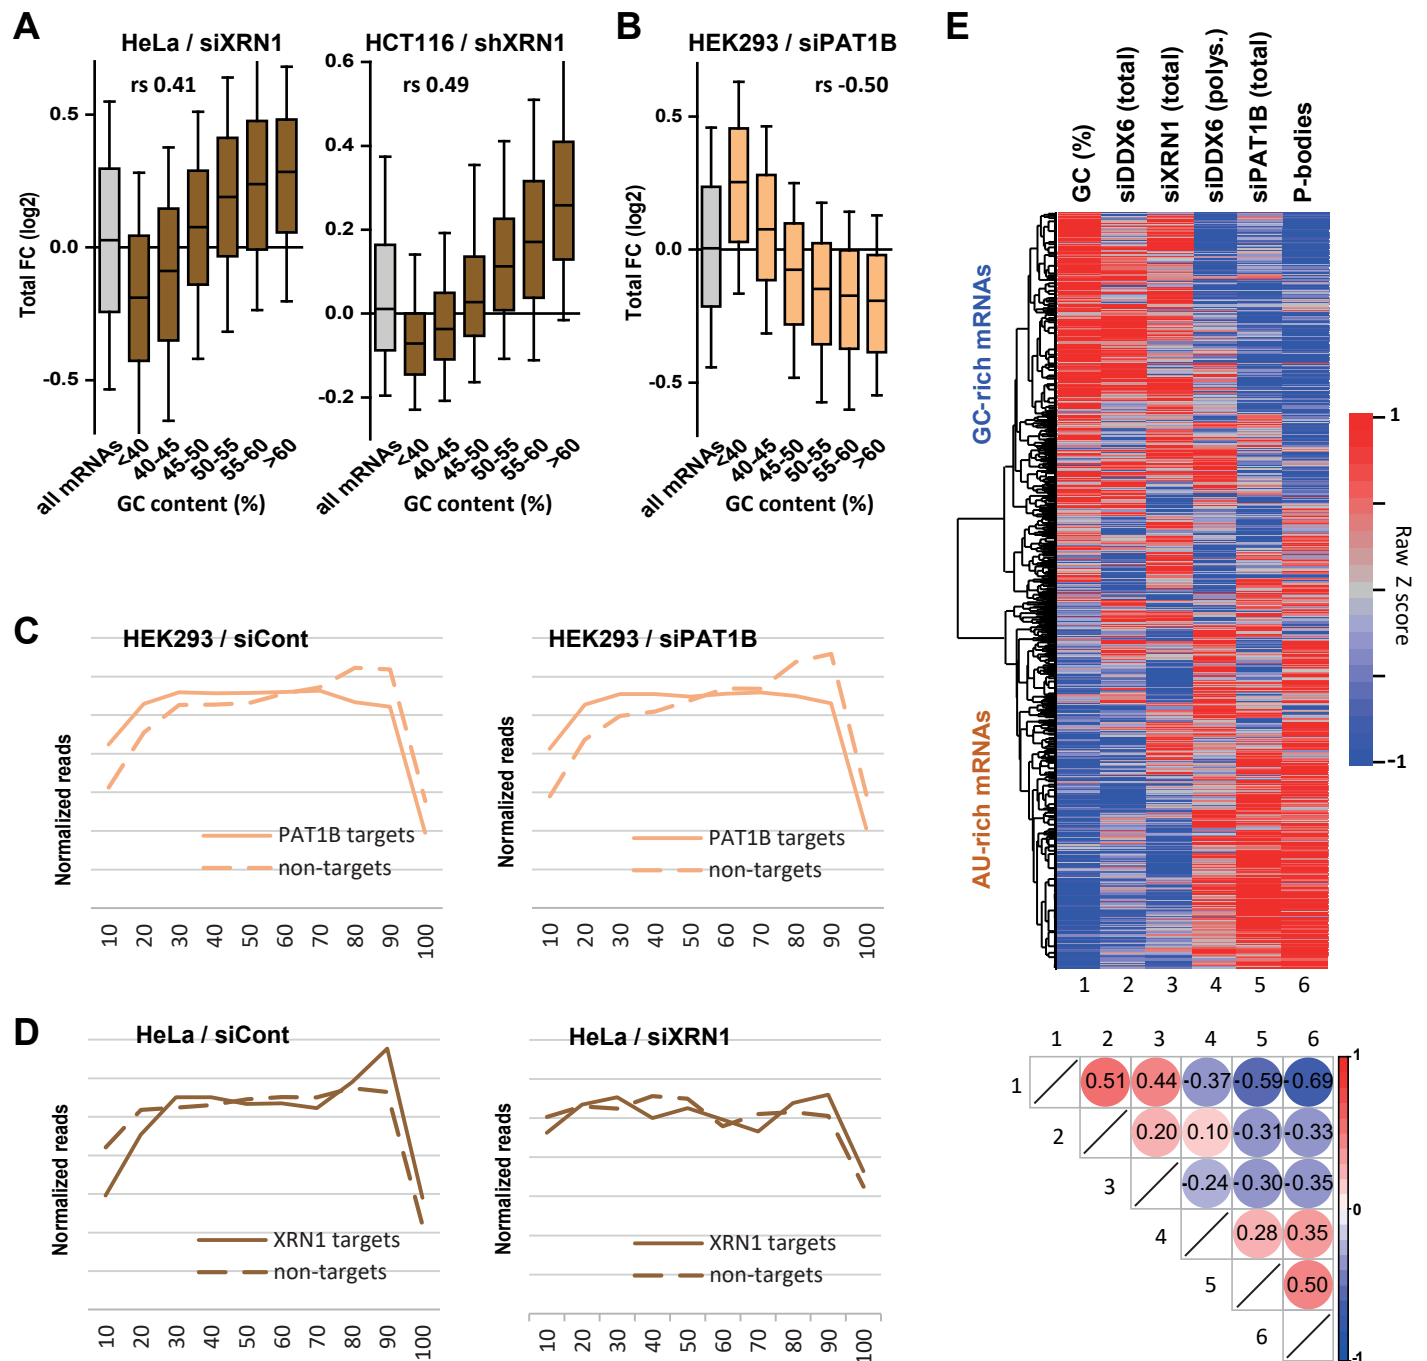 A
HeLa / siXRN1
rs 0.41
Total FC (log2)
0.5
0.0
-0.5
all mRNAs
<40
40-45
45-50
50-55
55-60
>60
GC content (%)
HCT116 / shXRN1
rs 0.49
0.6
0.4
0.2
0.0
-0.2
all mRNAs
<40
40-45
45-50
50-55
55-60
>60
GC content (%)
B
HEK293 / siPAT1B
rs -0.50
Total FC (log2)
0.5
0.0
-0.5
all mRNAs
<40
40-45
45-50
50-55
55-60
>60
GC content (%)
C
HEK293 / siCont
Normalized reads
PAT1B targets
non-targets
10
20
30
40
50
60
70
80
90
100
HEK293 / siPAT1B
Normalized reads
PAT1B targets
non-targets
10
20
30
40
50
60
70
80
90
100
D
HeLa / siCont
Normalized reads
XRN1 targets
non-targets
10
20
30
40
50
60
70
80
90
100
HeLa / siXRN1
Normalized reads
XRN1 targets
non-targets
10
20
30
40
50
60
70
80
90
100
E
GC (%)
siDDX6 (total)
siXRN1 (total)
siDDX6 (polys.)
siPAT1B (total)
P-bodies
GC-rich mRNAs
AU-rich mRNAs
1
Raw Z score
-1
1 2 3 4 5 6
1 2 3 4 5 6
1 0.51 0.44 -0.37 -0.59 -0.69
2 0.20 0.10 -0.31 -0.33
3 -0.24 -0.30 -0.35
4 0.28 0.35
5 0.50
6
1
0
-1